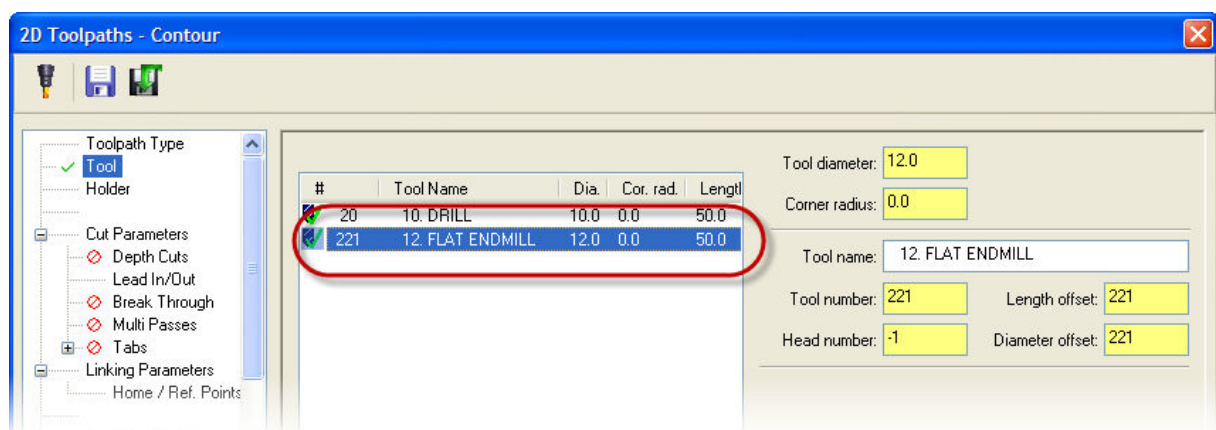 2D Toolpaths - Contour
Toolpath Type
Tool
Holder
Cut Parameters
Depth Cuts
Lead In/Out
Break Through
Multi Passes
Tabs
Linking Parameters
Home / Ref. Points
# Tool Name Dia. Cor. rad. Lengtl
20 10. DRILL 10.0 0.0 50.0
221 12. FLAT ENDMILL 12.0 0.0 50.0
Tool diameter: 12.0
Corner radius: 0.0
Tool name: 12. FLAT ENDMILL
Tool number: 221 Length offset: 221
Head number: -1 Diameter offset: 221